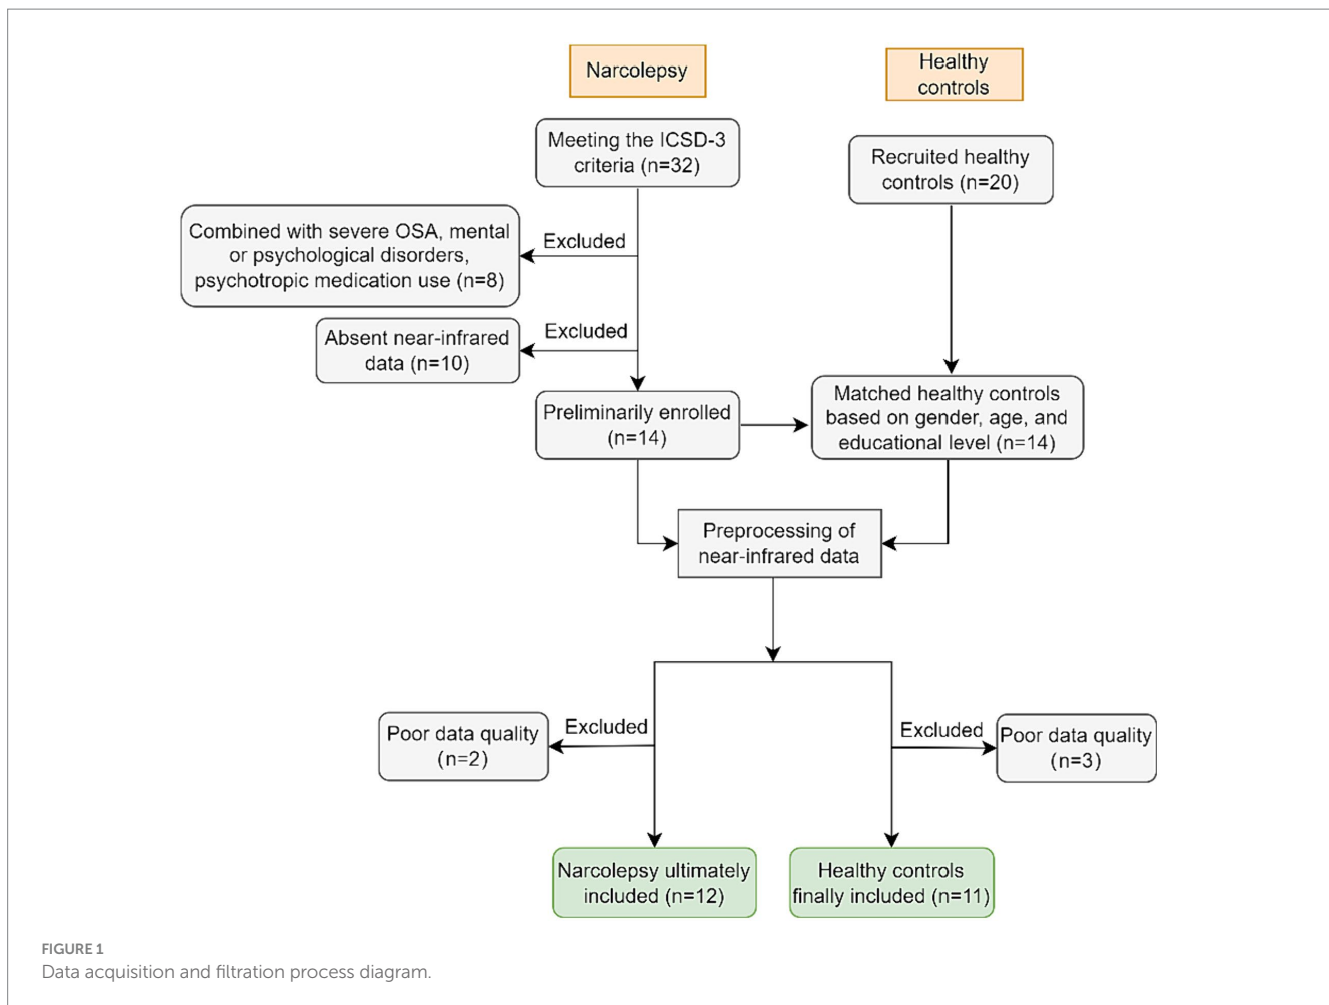 Narcolepsy
Healthy
controls
Meeting the ICSD-3
criteria (n=32)
Recruited healthy
controls (n=20)
Combined with severe OSA, mental
or psychological disorders,
psychotropic medication use (n=8)
Excluded
Absent near-infrared
data (n=10)
Excluded
Preliminarily enrolled
(n=14)
Matched healthy controls
based on gender, age, and
educational level (n=14)
Preprocessing of
near-infrared data
Poor data quality
(n=2)
Excluded
Excluded
Poor data quality
(n=3)
Narcolepsy ultimately
included (n=12)
Healthy controls
finally included (n=11)
FIGURE 1
Data acquisition and filtration process diagram.